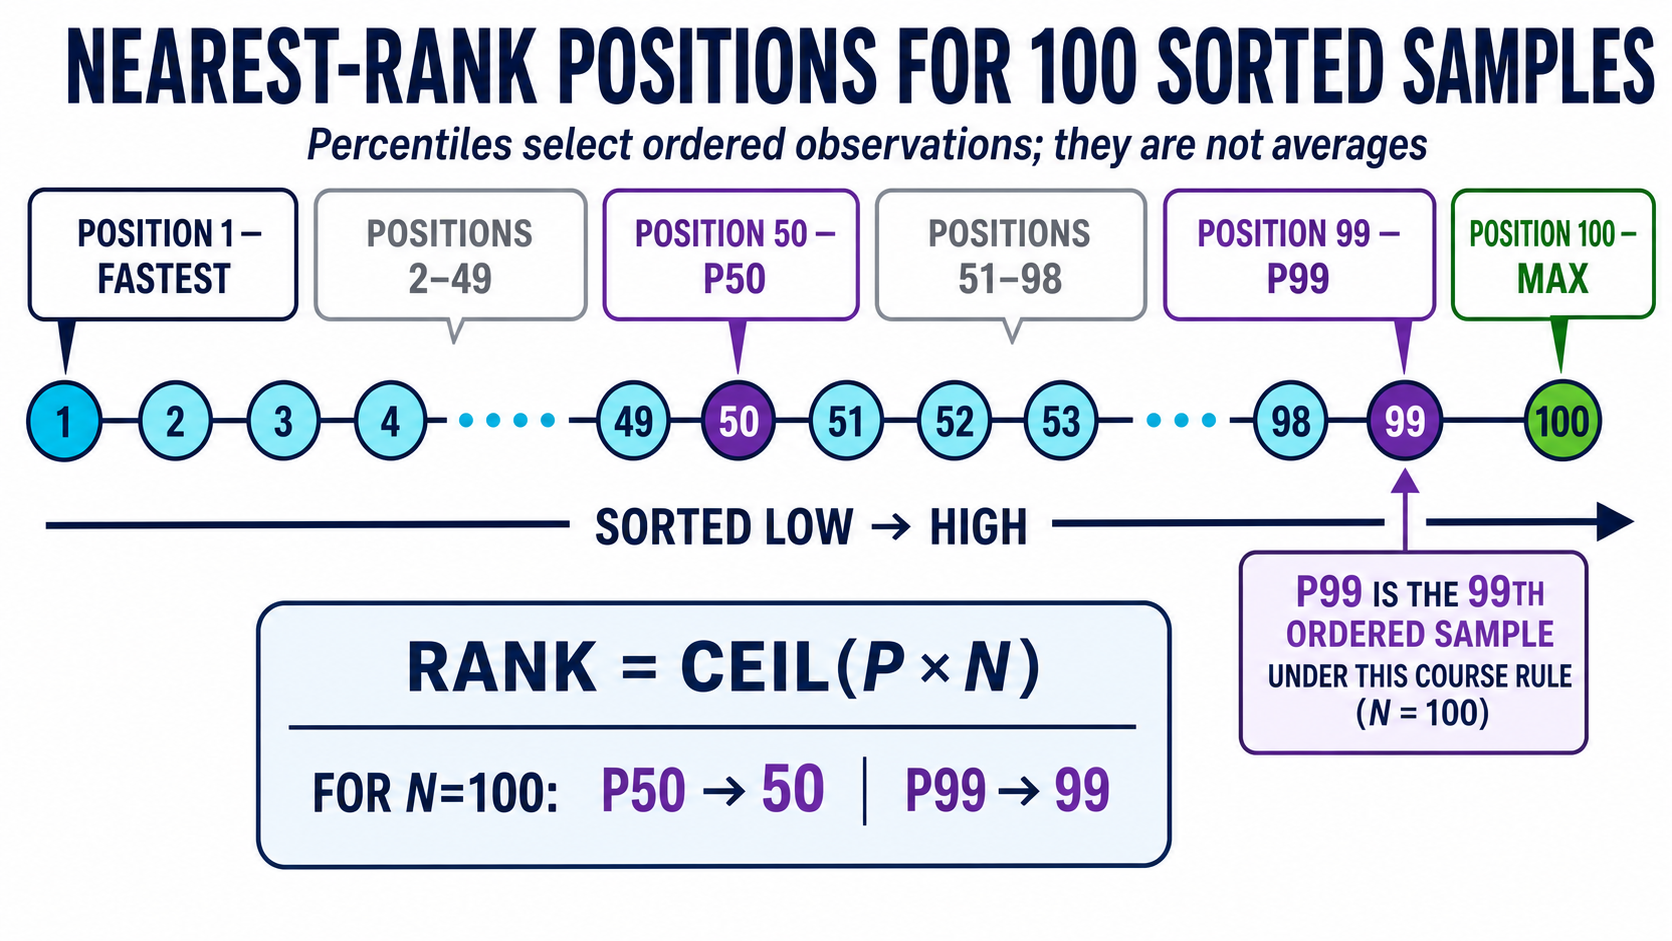 NEAREST-RANK POSITIONS FOR 100 SORTED SAMPLES
Percentiles select ordered observations; they are not averages
POSITION 1 –
FASTEST
POSITIONS
2–49
POSITION 50 –
P50
POSITIONS
51–98
POSITION 99 –
P99
POSITION 100 –
MAX
1 2 3 4 •••• 49 50 51 52 53 ••• 98 99 100
SORTED LOW → HIGH
P99 IS THE 99TH
ORDERED SAMPLE
UNDER THIS COURSE RULE
(N = 100)
RANK = CEIL(P × N)
FOR N=100: P50 → 50 | P99 → 99